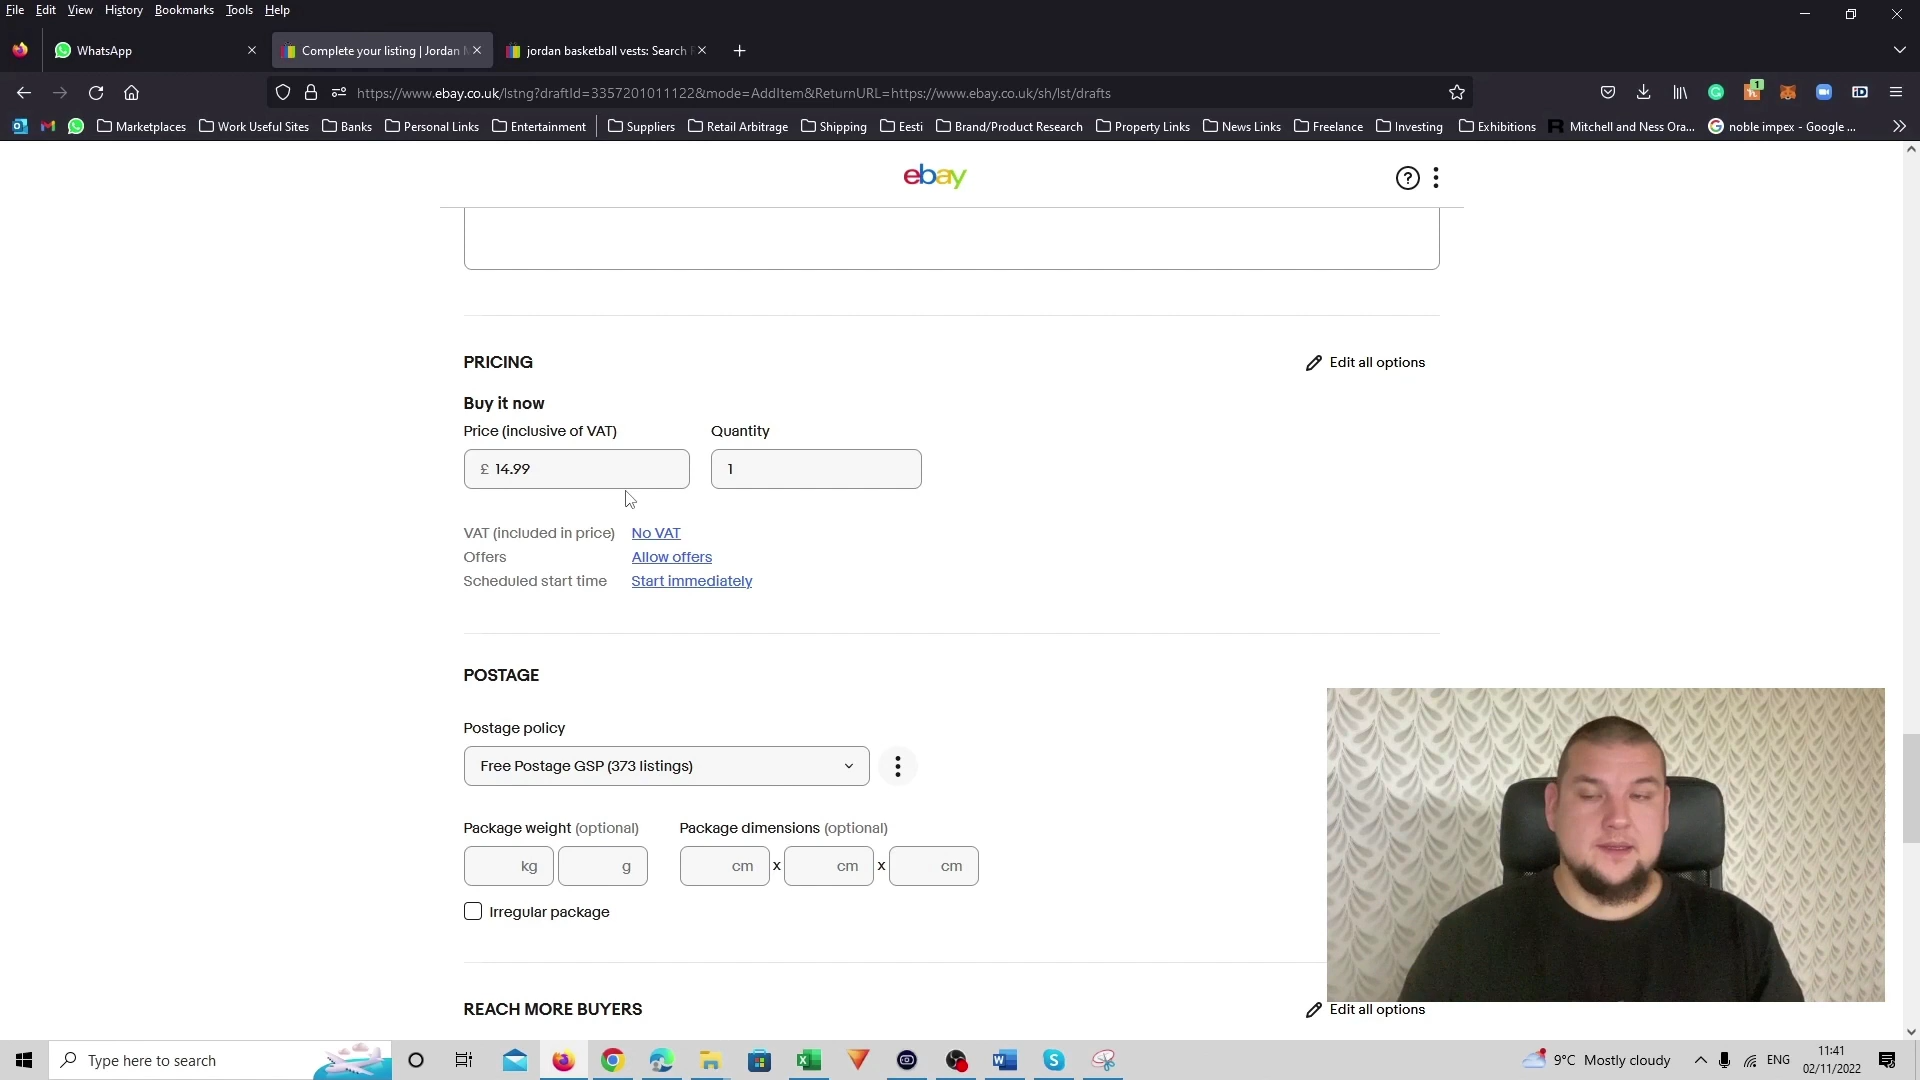 File Edit View History Bookmarks Tools Help
WhatsApp
Complete your listing | Jordan M
jordan basketball vests: Search R
https://www.ebay.co.uk/lstng?draftId=3357201011122&mode=AddItem&ReturnURL=https://www.ebay.co.uk/sh/lst/drafts
1
Marketplaces Work Useful Sites Banks Personal Links Entertainment Suppliers Retail Arbitrage Shipping Eesti Brand/Product Research Property Links News Links Freelance Investing Exhibitions Mitchell and Ness Ora... noble impex - Google ...
ebay
PRICING
Edit all options
Buy it now
Price (inclusive of VAT) Quantity
£ 14.99 1
VAT (included in price) No VAT
Offers Allow offers
Scheduled start time Start immediately
POSTAGE
Postage policy
Free Postage GSP (373 listings)
Package weight (optional) Package dimensions (optional)
kg g cm x cm x cm
Irregular package
REACH MORE BUYERS
Edit all options
Type here to search
9°C Mostly cloudy
ENG
11:41
02/11/2022